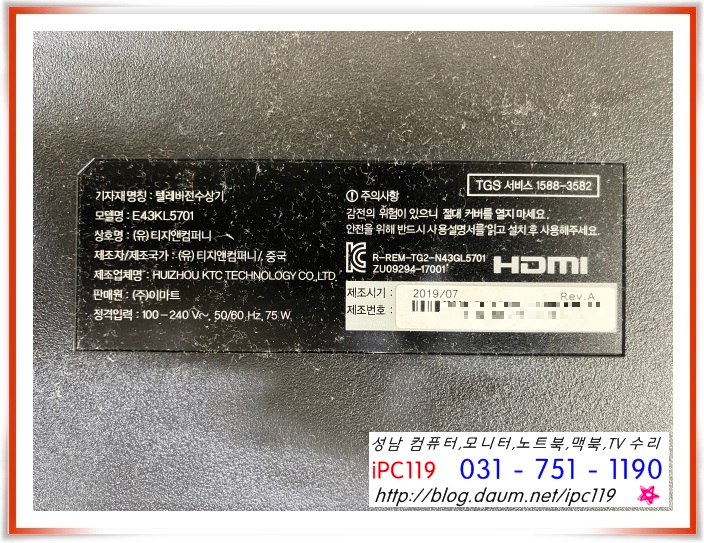 기자재명칭 : 텔레비전수상기
모델명 : E43KL5701
상호명 : (유)티지앤컴퍼니
제조자/제조국가 : (유)티지앤컴퍼니/ 중국
제조업체명 : HUIZHOU KTC TECHNOLOGY CO.,LTD
판매원 : (주)이마트
정격입력 : 100-240 V~, 50/60 Hz, 75 W
TGS 서비스 1588-3582
주의사항
감전의 위험이 있으니 절대 커버를 열지 마세요.
안전을 위해 반드시 사용설명서를 읽고 설치 후 사용해주세요.
R-REM-TG2-N43GL5701
ZU09294-17001
HDMI
제조시기 : 2019/07 Rev.A
제조번호 :
성남 컴퓨터,모니터,노트북,맥북,TV 수리
iPC119 031 - 751 - 1190
http://blog.daum.net/ipc119